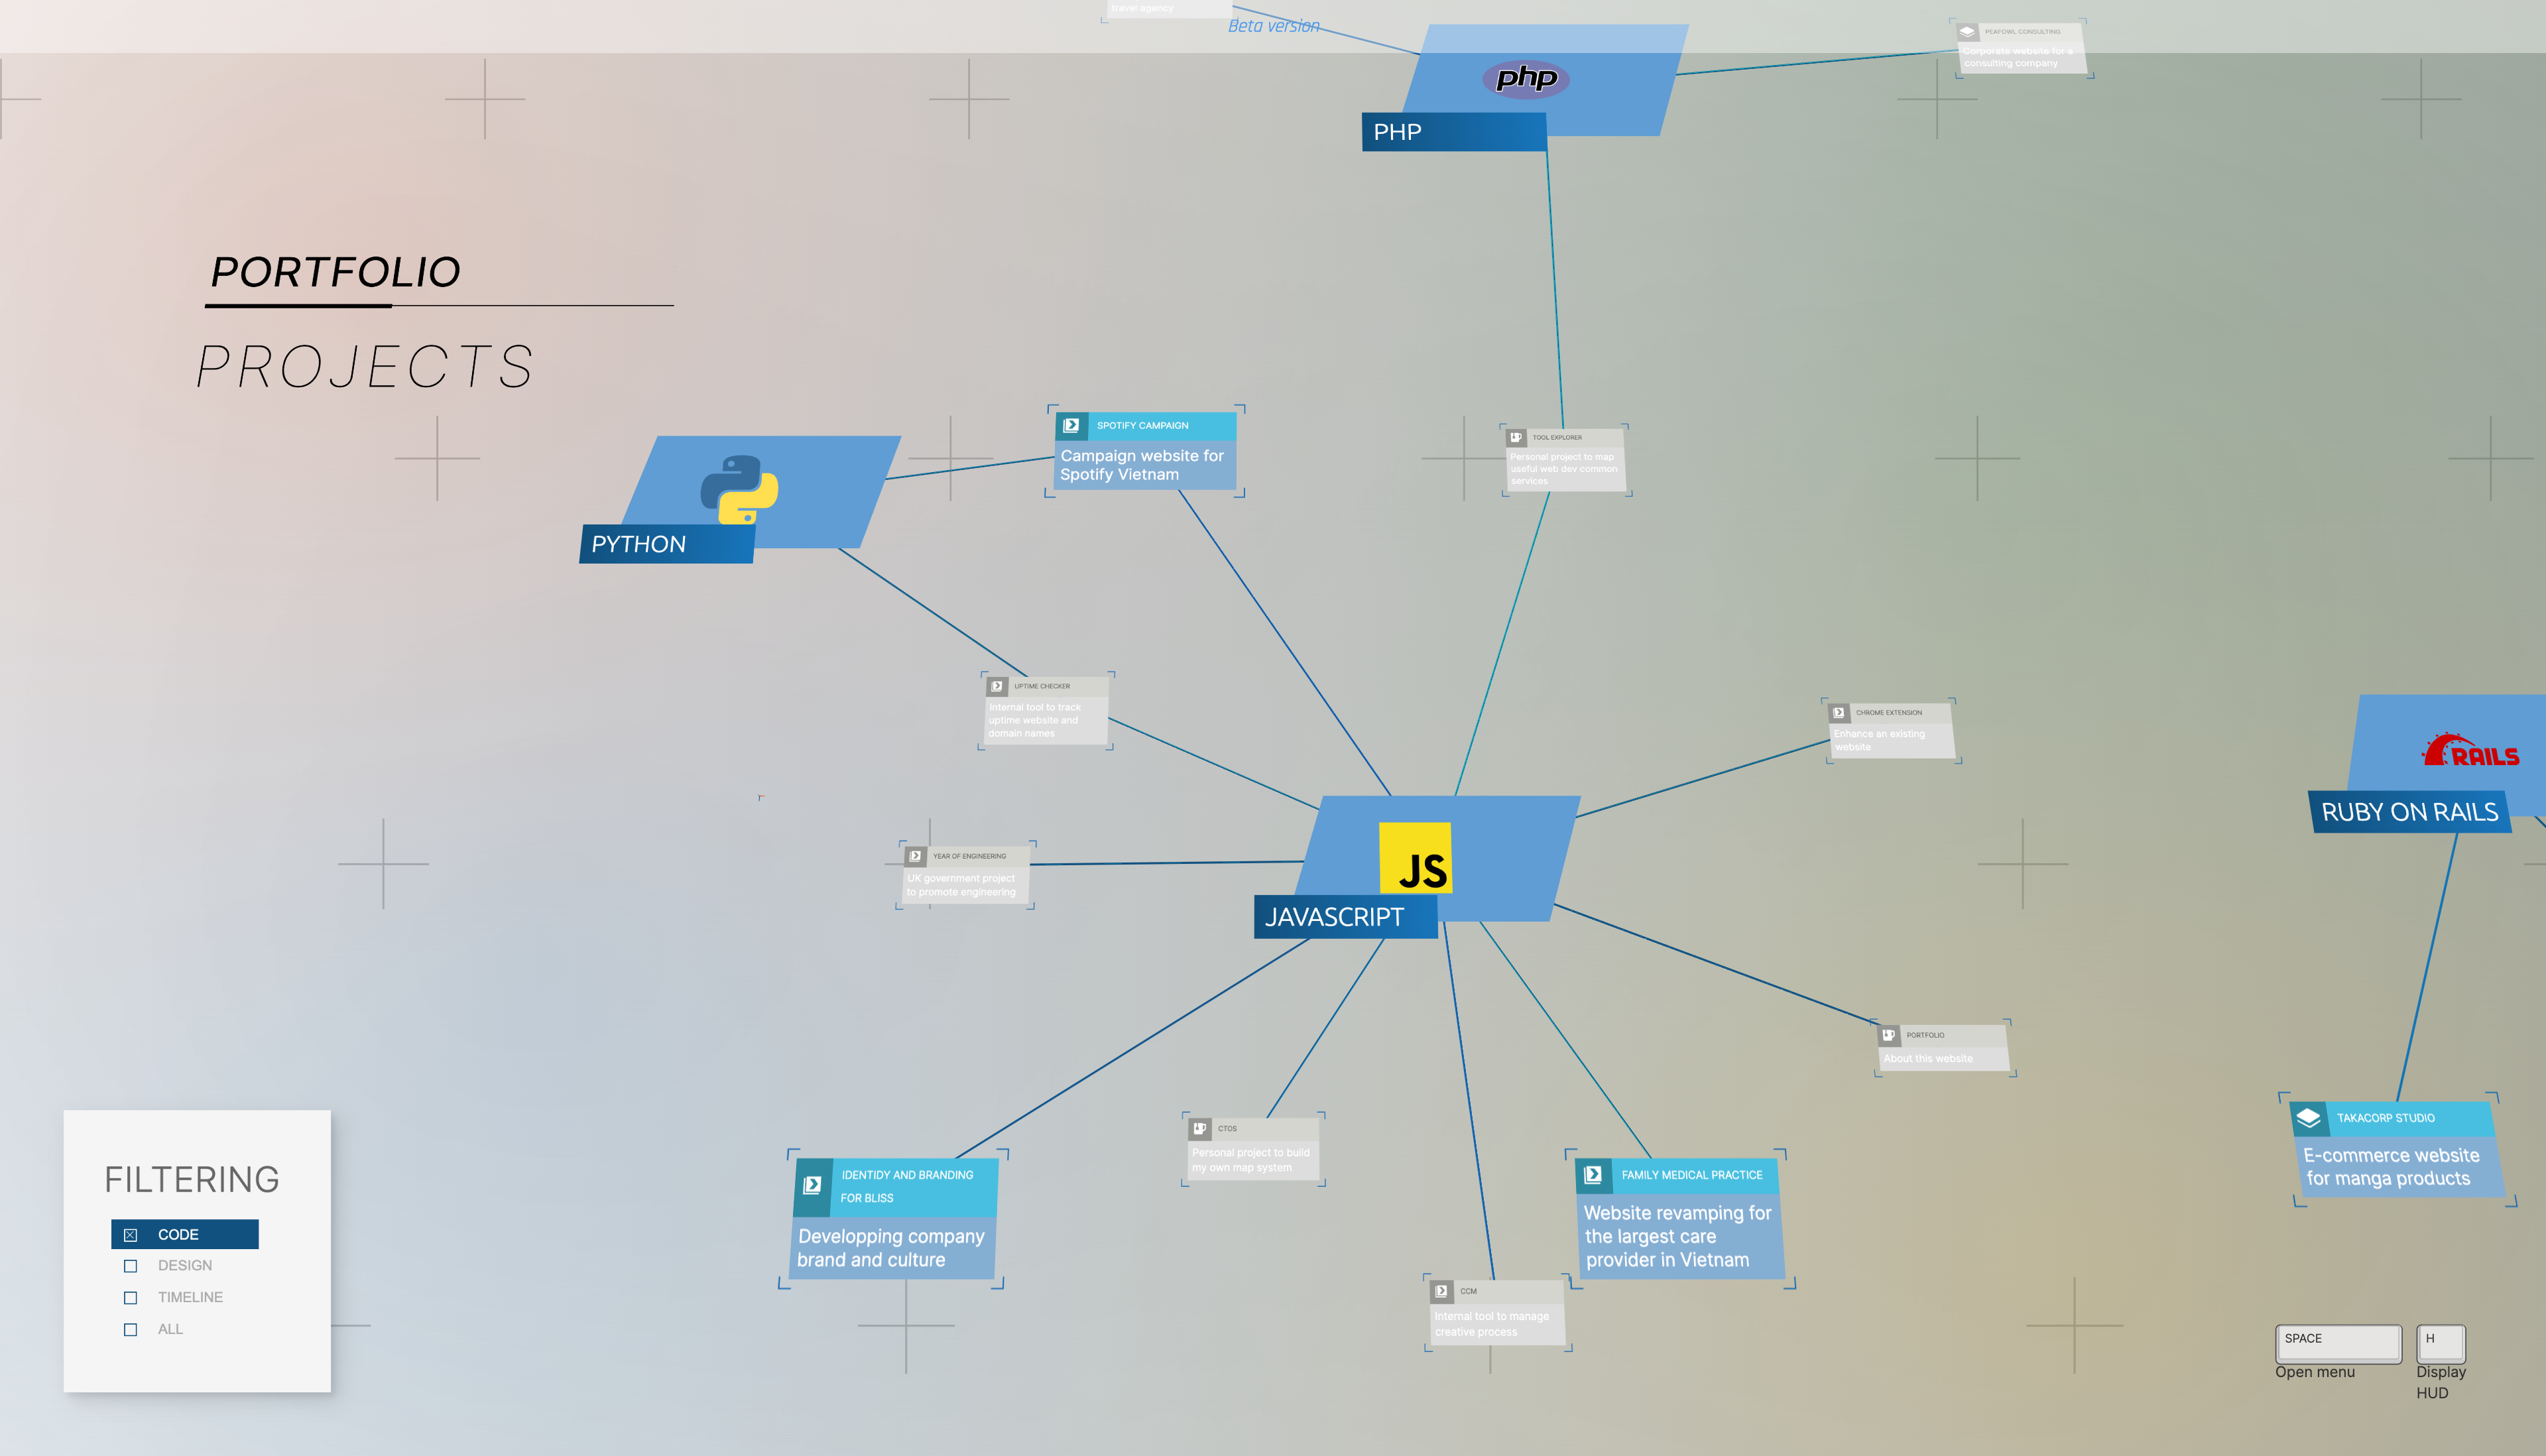 travel agency
Beta version
PEAFOWL CONSULTING
Corporate website for a
consulting company
php
PHP
PORTFOLIO
PROJECTS
SPOTIFY CAMPAIGN
Campaign website for
Spotify Vietnam
TOOL EXPLORER
Personal project to map
useful web dev common
services
PYTHON
UPTIME CHECKER
Internal tool to track
uptime website and
domain names
CHROME EXTENSION
Enhance an existing
website
RAILS
RUBY ON RAILS
YEAR OF ENGINEERING
UK government project
to promote engineering
JS
JAVASCRIPT
PORTFOLIO
About this website
CTOS
Personal project to build
my own map system
IDENTIDY AND BRANDING
FOR BLISS
Developping company
brand and culture
FAMILY MEDICAL PRACTICE
Website revamping for
the largest care
provider in Vietnam
TAKACORP STUDIO
E-commerce website
for manga products
CCM
Internal tool to manage
creative process
FILTERING
CODE
DESIGN
TIMELINE
ALL
SPACE
Open menu
H
Display
HUD